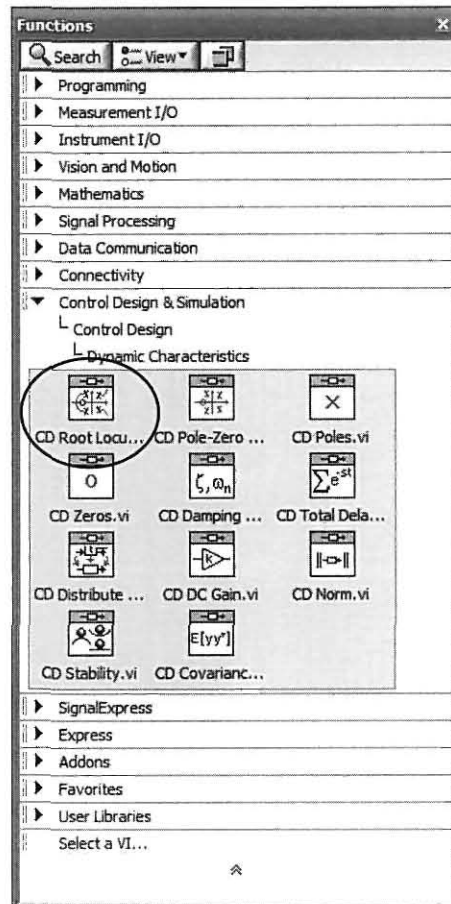 Functions
Search View
Programming
Measurement I/O
Instrument I/O
Vision and Motion
Mathematics
Signal Processing
Data Communication
Connectivity
Control Design & Simulation
Control Design
Dynamic Characteristics
CD Root Locu... CD Pole-Zero ... CD Poles.vi
ζ, ωn
∑e^-st
CD Zeros.vi CD Damping ... CD Total Dela...
k
CD Distribute ... CD DC Gain.vi CD Norm.vi
E[yyᵀ]
CD Stability.vi CD Covarianc...
SignalExpress
Express
Addons
Favorites
User Libraries
Select a VI...